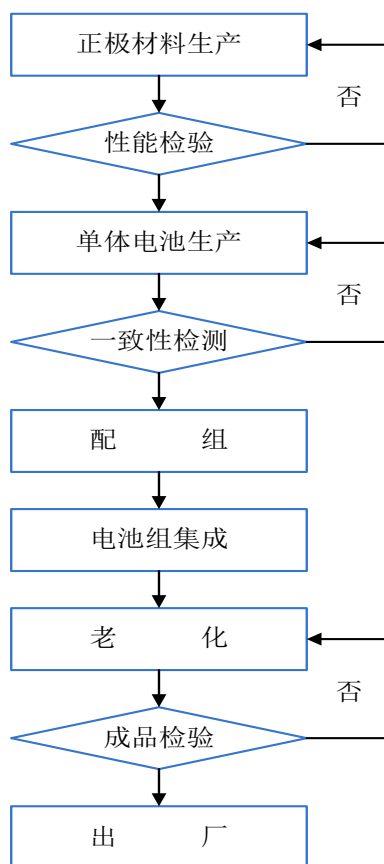 正极材料生产
否
性能检验
单体电池生产
否
一致性检测
配 组
电池组集成
老 化
否
成品检验
出 厂